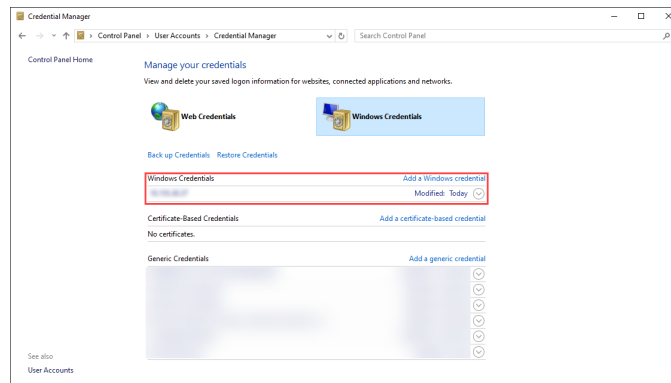 Credential Manager
Control Panel > User Accounts > Credential Manager
Search Control Panel
Control Panel Home
Manage your credentials
View and delete your saved logon information for websites, connected applications and networks.
Web Credentials
Windows Credentials
Back up Credentials Restore Credentials
Windows Credentials Add a Windows credential
Modified: Today
Certificate-Based Credentials Add a certificate-based credential
No certificates.
Generic Credentials Add a generic credential
See also
User Accounts